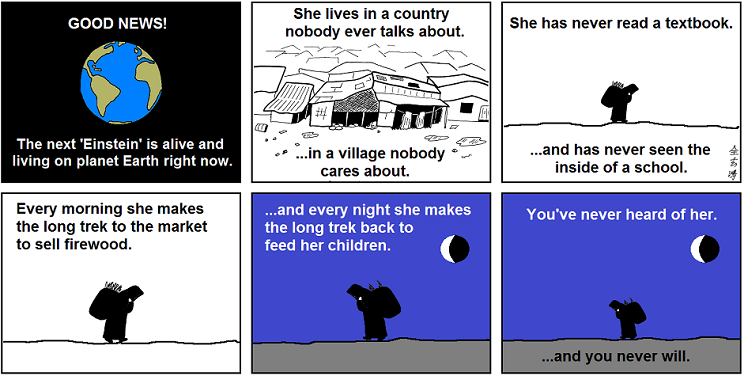 GOOD NEWS!
The next 'Einstein' is alive and
living on planet Earth right now.
She lives in a country
nobody ever talks about.
...in a village nobody
cares about.
She has never read a textbook.
...and has never seen the
inside of a school.
Every morning she makes
the long trek to the market
to sell firewood.
...and every night she makes
the long trek back to
feed her children.
You've never heard of her.
...and you never will.